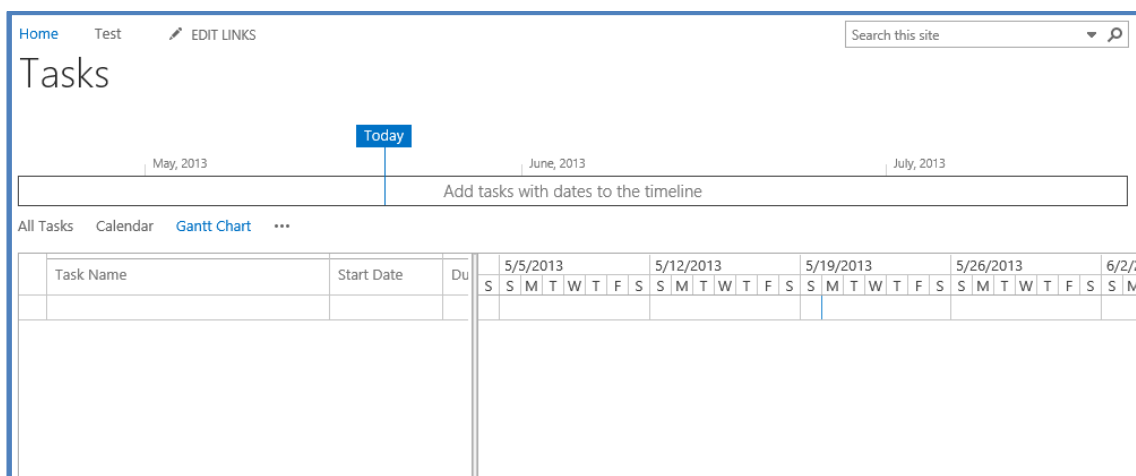 Home Test EDIT LINKS Search this site
Tasks
Today
May, 2013 June, 2013 July, 2013
Add tasks with dates to the timeline
All Tasks Calendar Gantt Chart ...
Task Name Start Date Du 5/5/2013 5/12/2013 5/19/2013 5/26/2013 6/2/
S S M T W T F S S M T W T F S S M T W T F S S M T W T F S S M